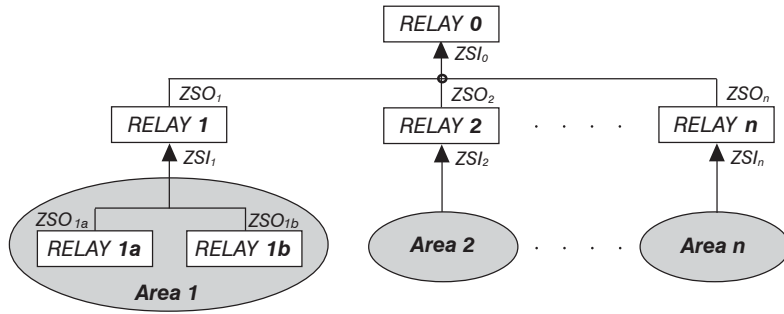 RELAY 0
ZSI0
ZSO1
ZSO2
ZSOn
RELAY 1
RELAY 2
. . . .
RELAY n
ZSI1
ZSI2
ZSIn
ZSO1a
ZSO1b
RELAY 1a
RELAY 1b
Area 2
. . . .
Area n
Area 1